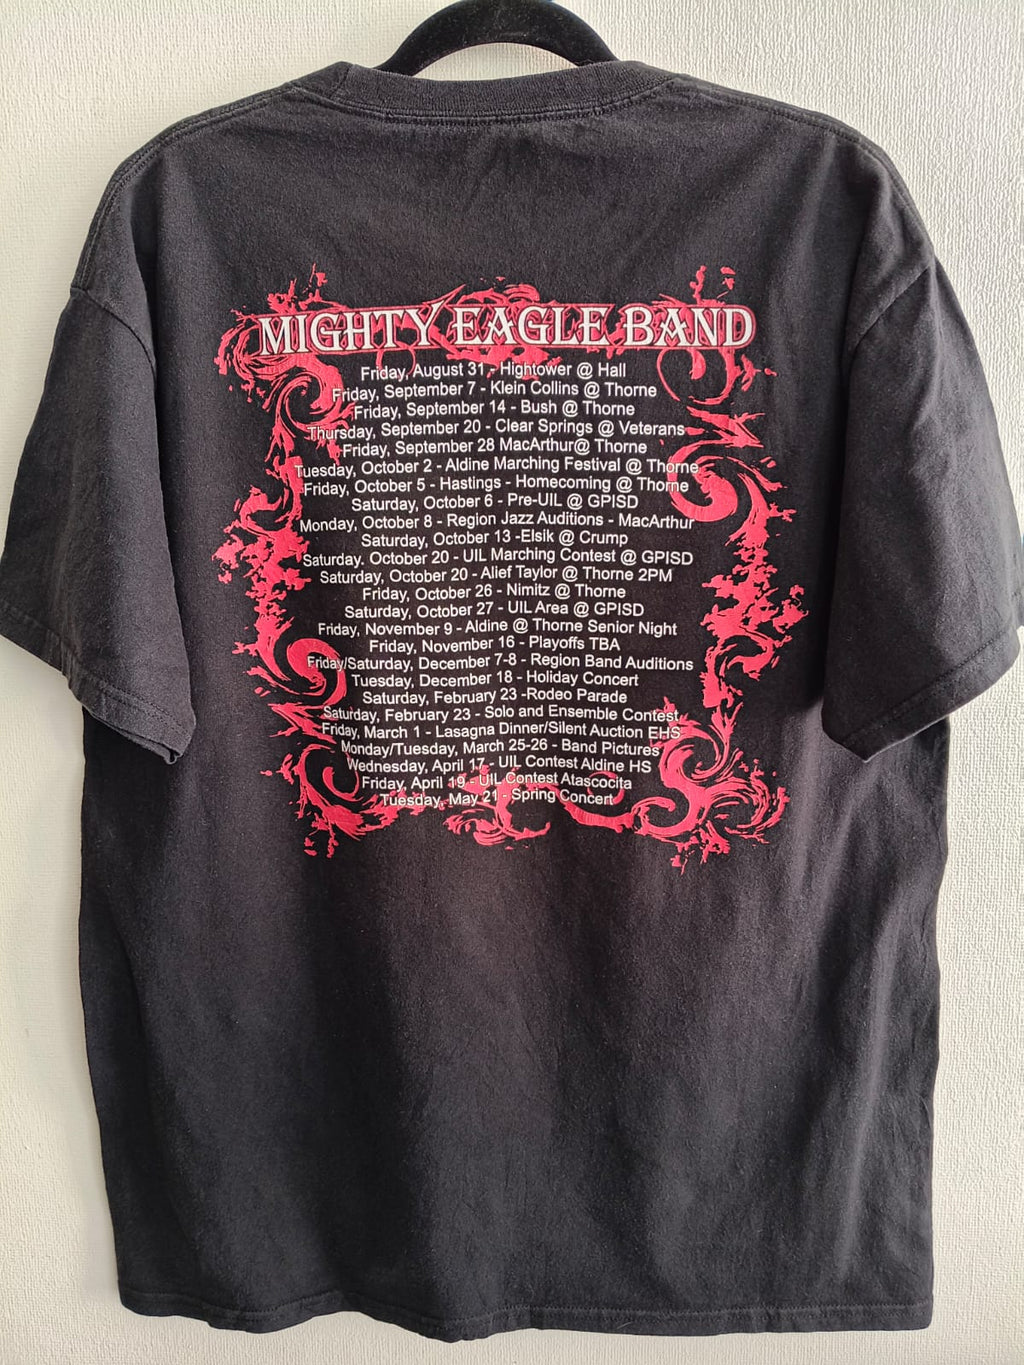 MIGHTY EAGLE BAND
Friday, August 31 - Hightower @ Hall
Friday, September 7 - Klein Collins @ Thorne
Friday, September 14 - Bush @ Thorne
Thursday, September 20 - Clear Springs @ Veterans
Friday, September 28 MacArthur@ Thorne
Tuesday, October 2 - Aldine Marching Festival @ Thorne
Friday, October 5 - Hastings - Homecoming @ Thorne
Saturday, October 6 - Pre-UIL @ GPISD
Monday, October 8 - Region Jazz Auditions - MacArthur
Saturday, October 13 -Elsik @ Crump
Saturday, October 20 - UIL Marching Contest @ GPISD
Saturday, October 20 - Alief Taylor @ Thorne 2PM
Friday, October 26 - Nimitz @ Thorne
Saturday, October 27 - UIL Area @ GPISD
Friday, November 9 - Aldine @ Thorne Senior Night
Friday, November 16 - Playoffs TBA
Friday/Saturday, December 7-8 - Region Band Auditions
Tuesday, December 18 - Holiday Concert
Saturday, February 23 -Rodeo Parade
Saturday, February 23 - Solo and Ensemble Contest
Friday, March 1 - Lasagna Dinner/Silent Auction EHS
Monday/Tuesday, March 25-26 - Band Pictures
Wednesday, April 17 - UIL Contest Aldine HS
Friday, April 19 - UIL Contest Atascocita
Tuesday, May 21 - Spring Concert